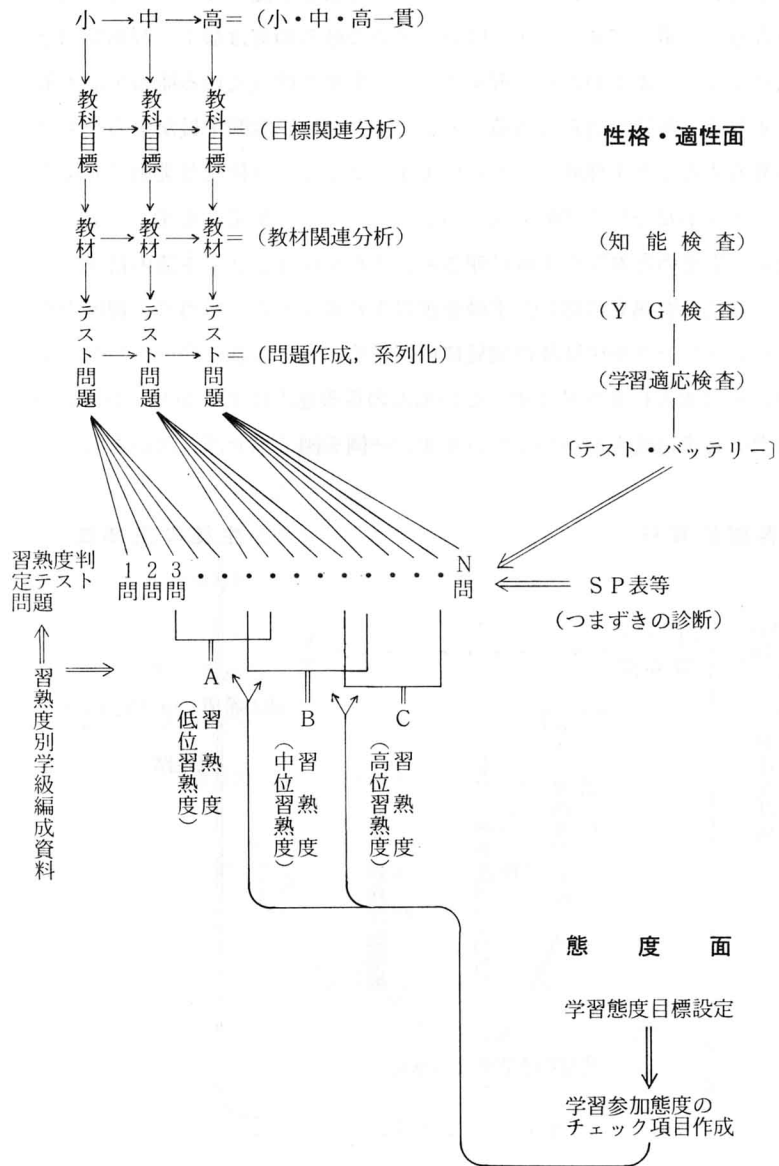 小→中→高=(小・中・高一貫)
教科目標→教科目標→教科目標=(目標関連分析)
教材→教材→教材=(教材関連分析)
テスト問題→テスト問題→テスト問題=(問題作成，系列化)
性格・適性面
(知能検査)
(YG検査)
(学習適応検査)
〔テスト・バッテリー〕
習熟度判
定テスト
問題
1問 2問 3問 ・・・・・・・・・・・ N問
SP表等
(つまずきの診断)
習熟度別学級編成資料
A習熟度
(低位習熟度)
B習熟度
(中位習熟度)
C習熟度
(高位習熟度)
態度面
学習態度目標設定
学習参加態度の
チェック項目作成